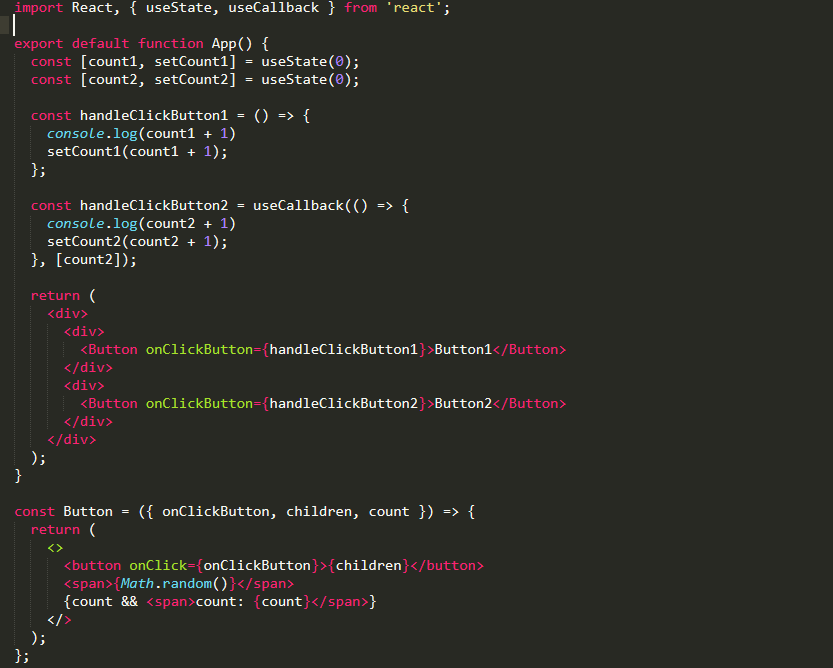 import React, { useState, useCallback } from 'react';
export default function App() {
const [count1, setCount1] = useState(0);
const [count2, setCount2] = useState(0);
const handleClickButton1 = () => {
console.log(count1 + 1)
setCount1(count1 + 1);
};
const handleClickButton2 = useCallback(() => {
console.log(count2 + 1)
setCount2(count2 + 1);
}, [count2]);
return (
<div>
<div>
<Button onClickButton={handleClickButton1}>Button1</Button>
</div>
<div>
<Button onClickButton={handleClickButton2}>Button2</Button>
</div>
</div>
);
}
const Button = ({ onClickButton, children, count }) => {
return (
<>
<button onClick={onClickButton}>{children}</button>
<span>{Math.random()}</span>
{count && <span>count: {count}</span>}
</>
);
};